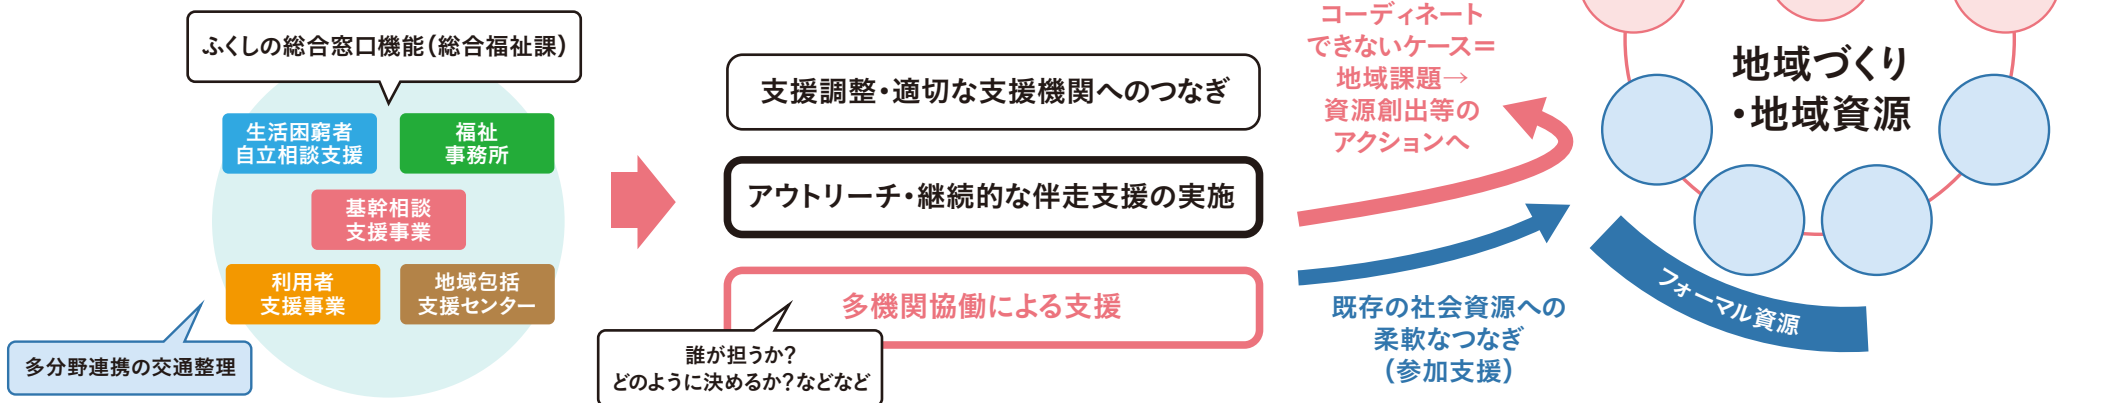 ふくしの総合窓口機能(総合福祉課)
生活困窮者
自立相談支援
福祉
事務所
基幹相談
支援事業
利用者
支援事業
地域包括
支援センター
多分野連携の交通整理
支援調整・適切な支援機関へのつなぎ
アウトリーチ・継続的な伴走支援の実施
多機関協働による支援
誰が担うか?
どのように決めるか?などなど
コーディネート
できないケース=
地域課題→
資源創出等の
アクションへ
既存の社会資源への
柔軟なつなぎ
(参加支援)
地域づくり
・地域資源
フォーマル資源